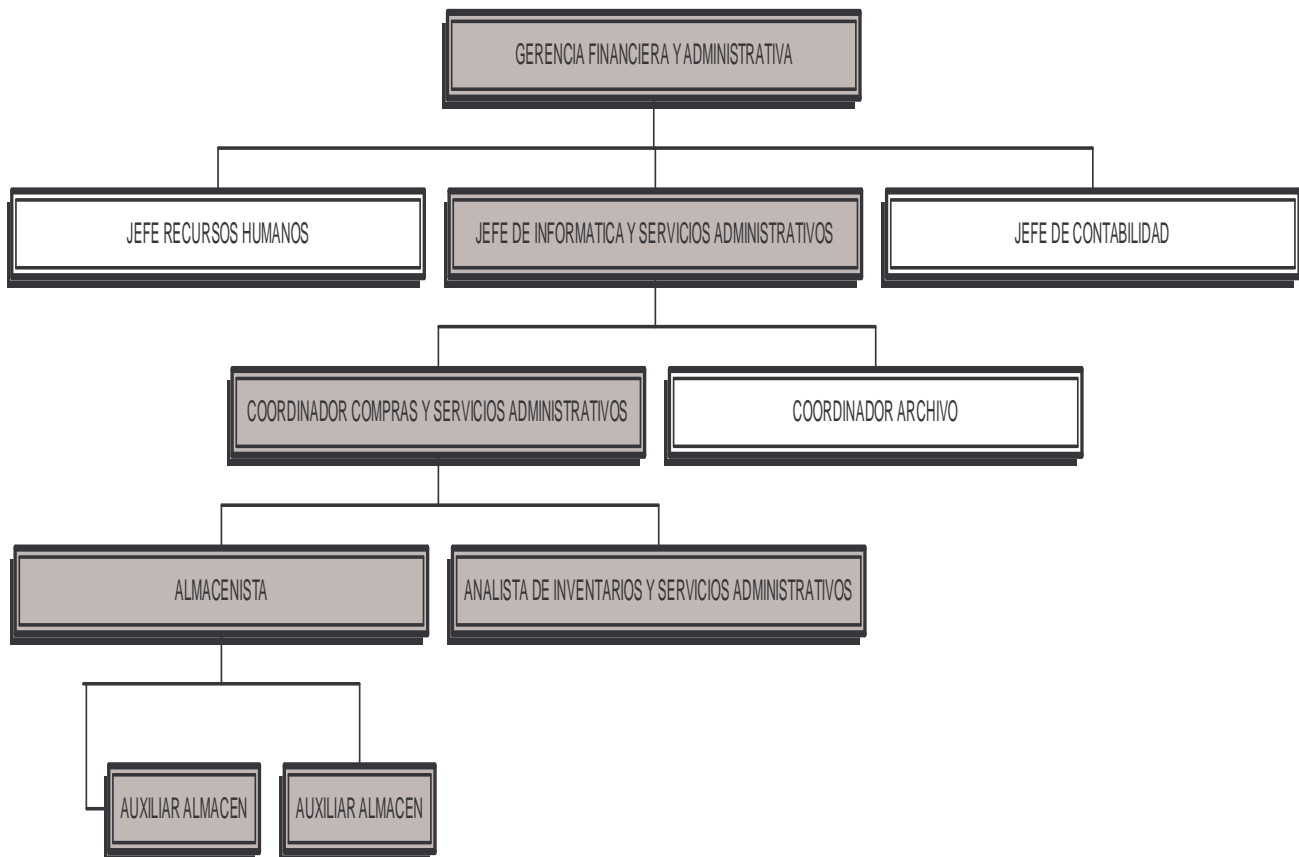 GERENCIA FINANCIERA Y ADMINISTRATIVA
JEFE RECURSOS HUMANOS
JEFE DE INFORMATICA Y SERVICIOS ADMINISTRATIVOS
JEFE DE CONTABILIDAD
COORDINADOR COMPRAS Y SERVICIOS ADMINISTRATIVOS
COORDINADOR ARCHIVO
ALMACENISTA
ANALISTA DE INVENTARIOS Y SERVICIOS ADMINISTRATIVOS
AUXILIAR ALMACEN
AUXILIAR ALMACEN